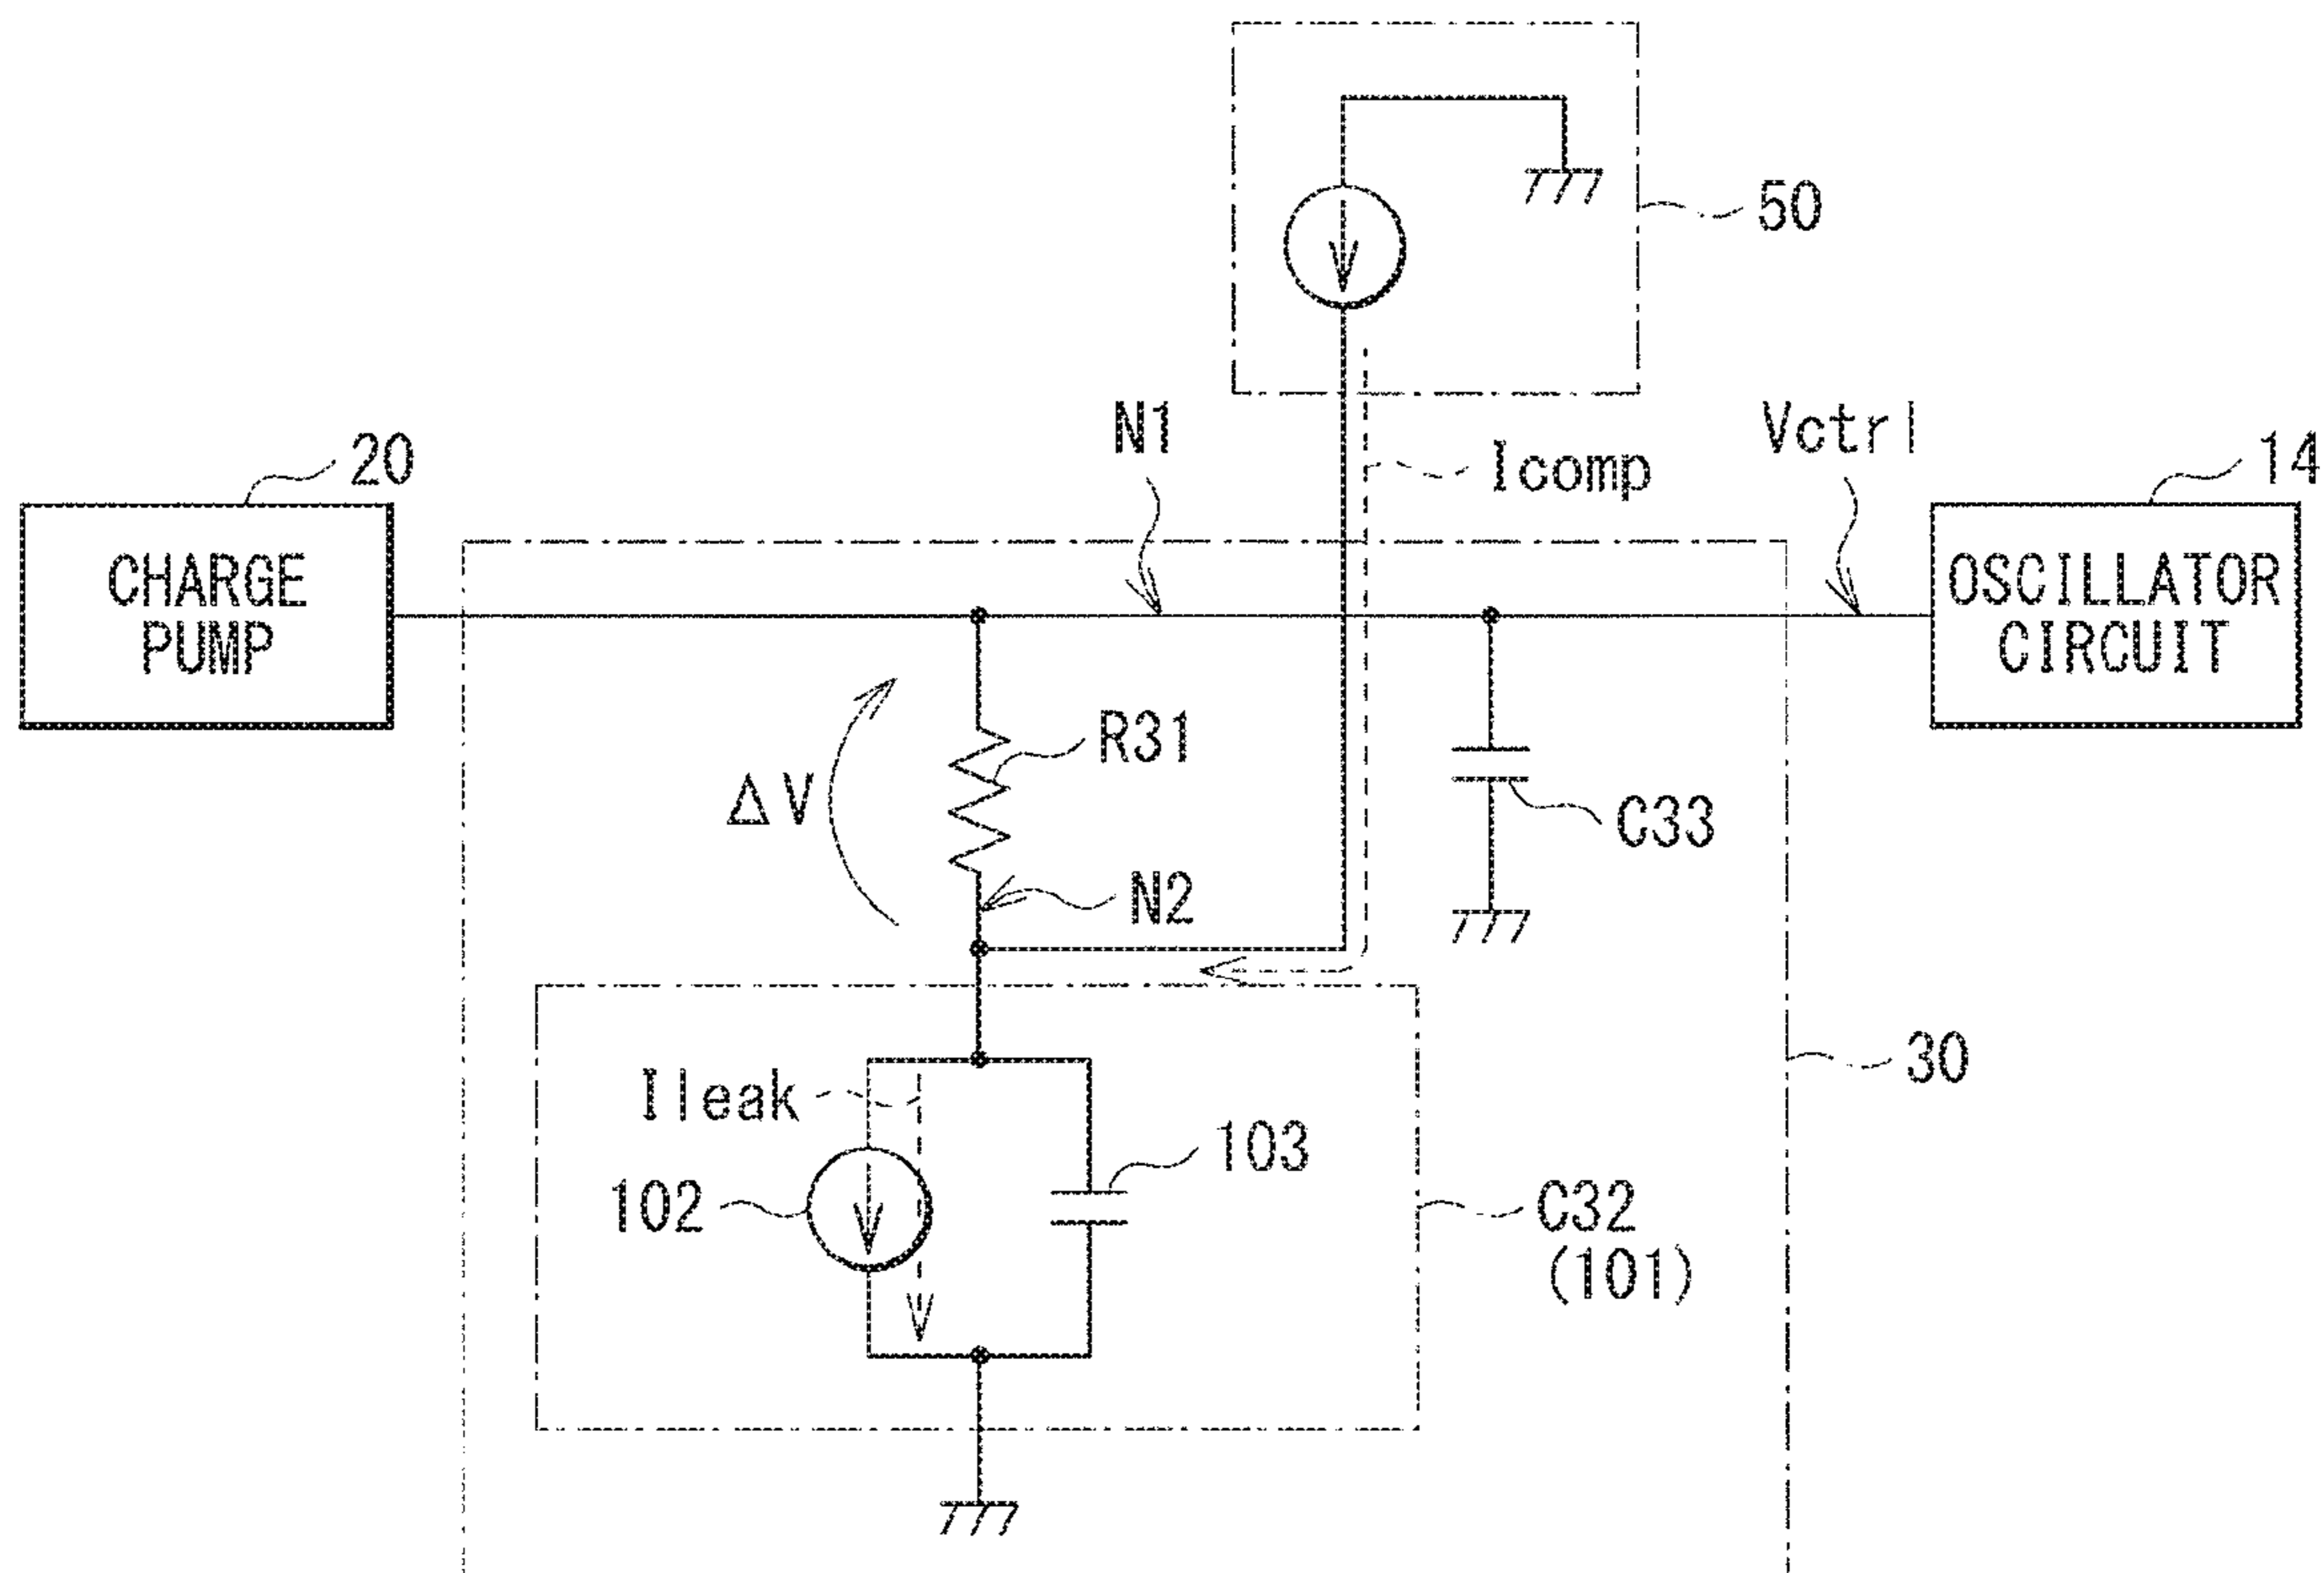 50
N1
Vctrl
20
Icomp
14
CHARGE
PUMP
OSCILLATOR
CIRCUIT
R31
ΔV
C33
N2
30
Ileak
103
102
C32
(101)